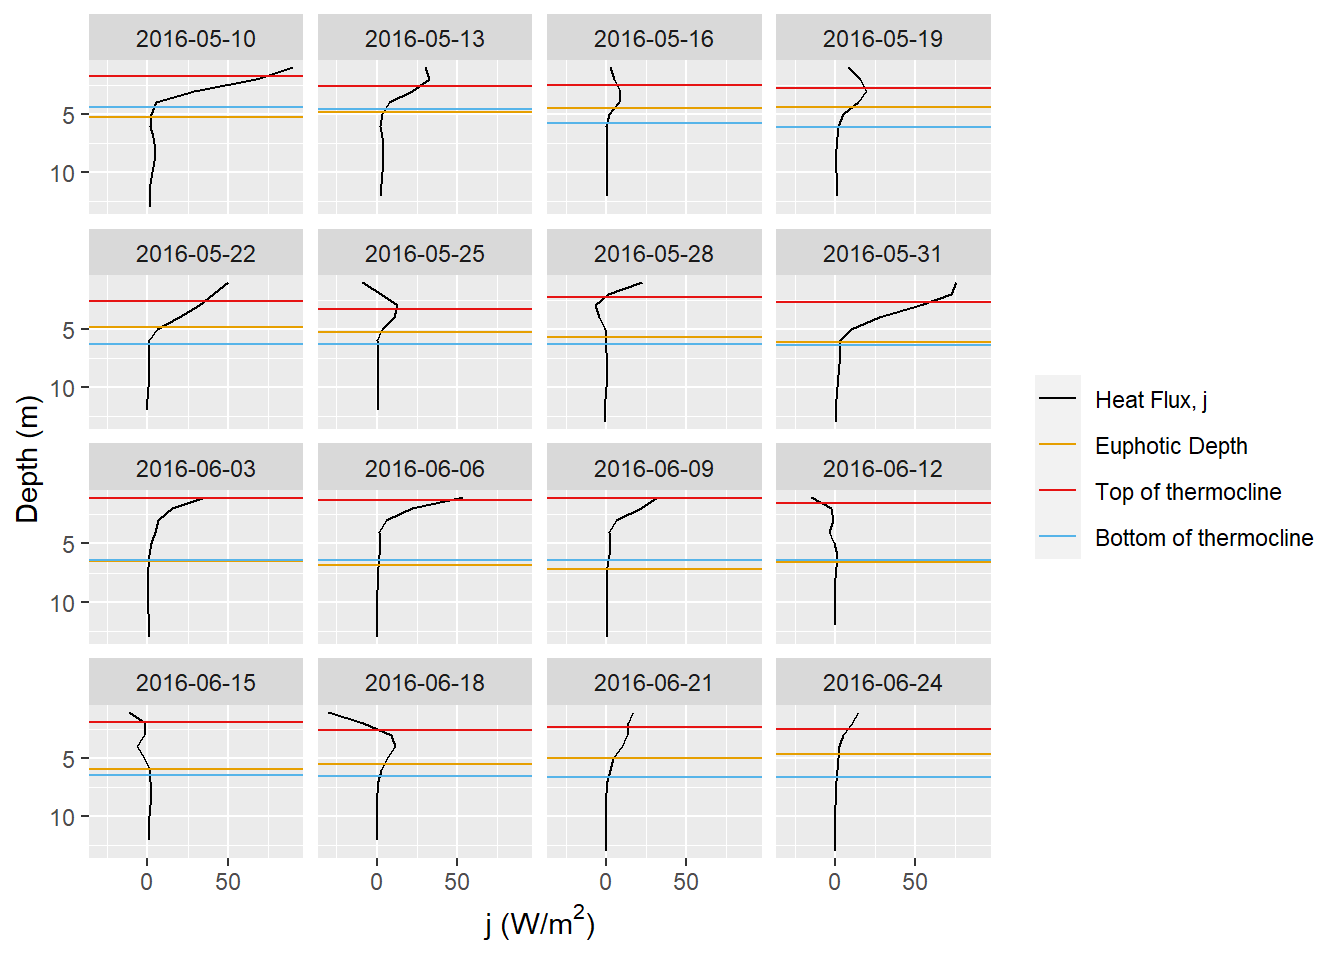 2016-05-10 2016-05-13 2016-05-16 2016-05-19
5
10
2016-05-22 2016-05-25 2016-05-28 2016-05-31
5
10
2016-06-03 2016-06-06 2016-06-09 2016-06-12
5
10
2016-06-15 2016-06-18 2016-06-21 2016-06-24
5
10
0 50 0 50 0 50 0 50
j (W/m²)
Depth (m)
Heat Flux, j
Euphotic Depth
Top of thermocline
Bottom of thermocline